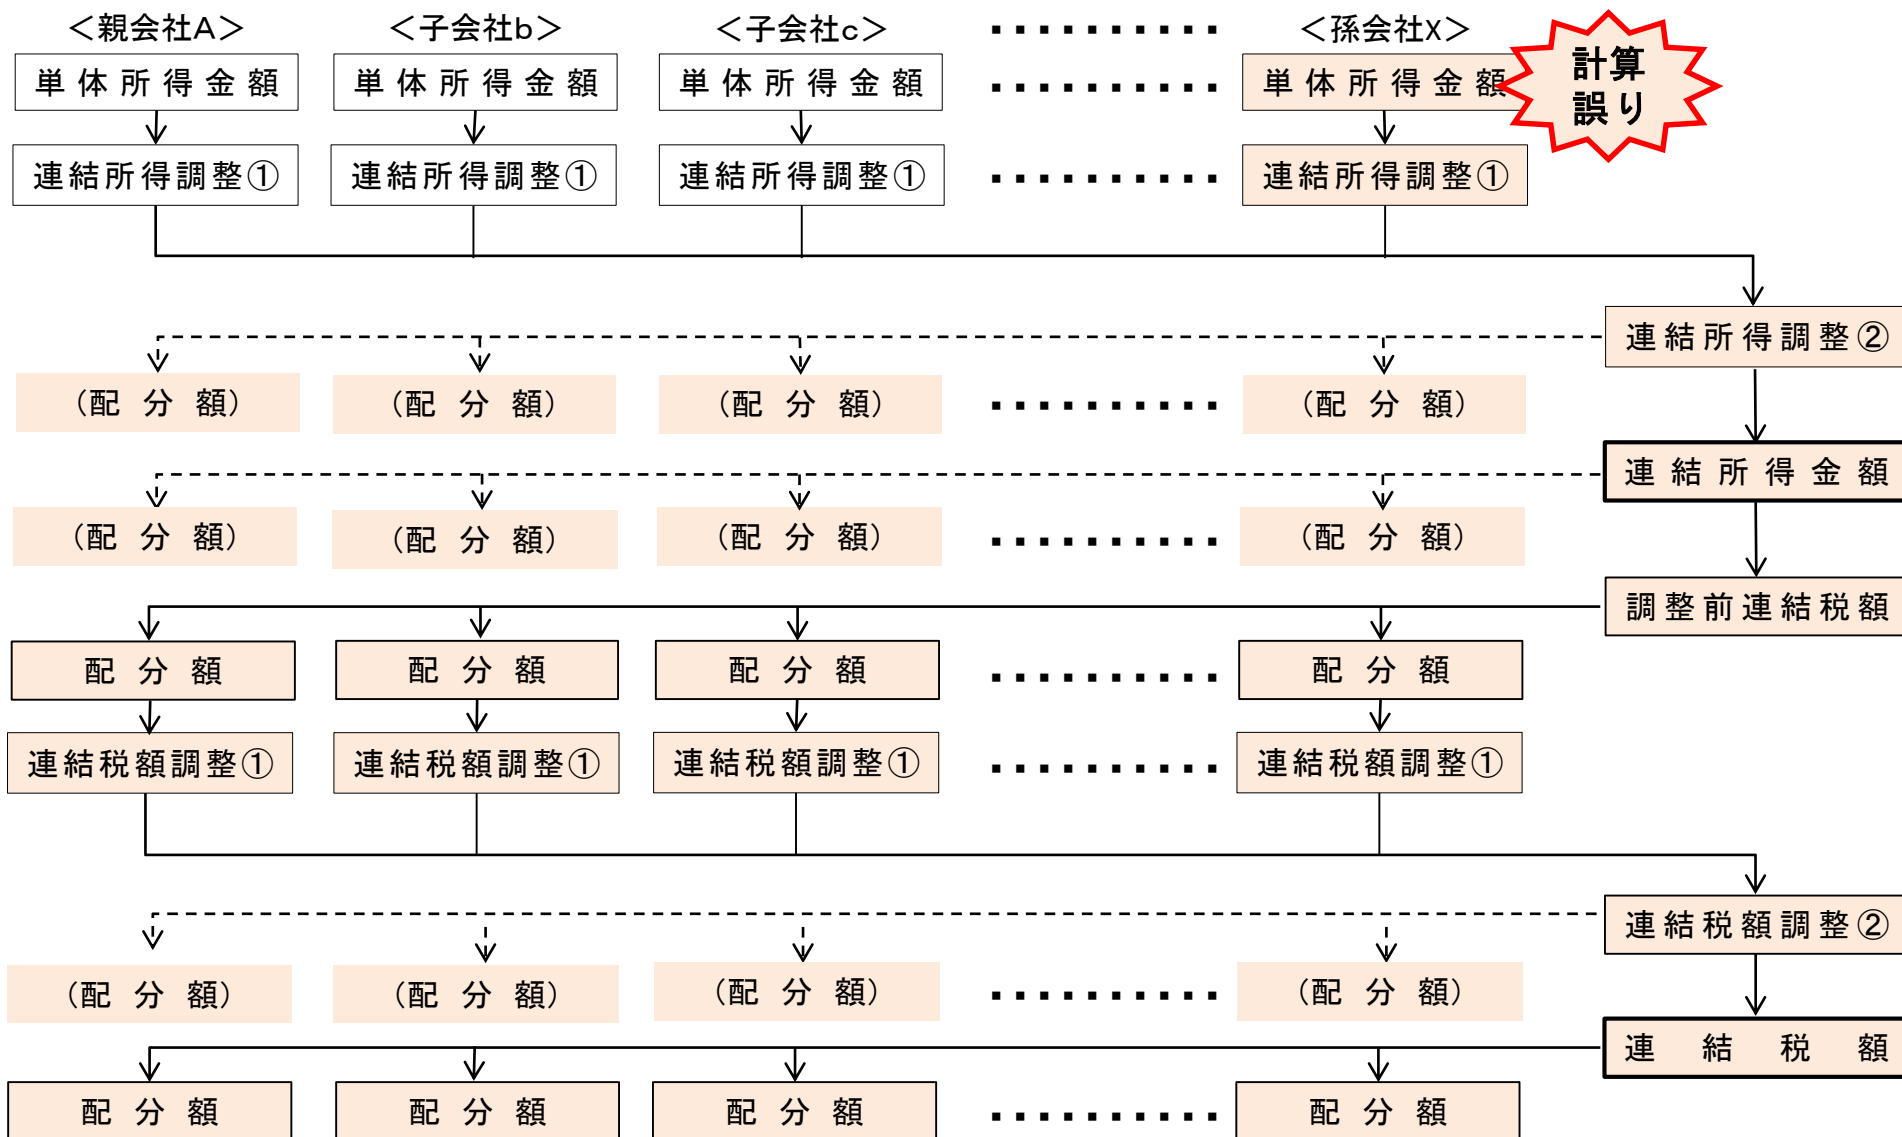 ＜親会社A＞ ＜子会社b＞ ＜子会社c＞ ＜孫会社X＞
計算
誤り
単体所得金額 単体所得金額 単体所得金額 単体所得金額
連結所得調整① 連結所得調整① 連結所得調整① 連結所得調整①
連結所得調整②
（配分額） （配分額） （配分額） （配分額）
連結所得金額
（配分額） （配分額） （配分額） （配分額）
調整前連結税額
配分額 配分額 配分額 配分額
連結税額調整① 連結税額調整① 連結税額調整① 連結税額調整①
連結税額調整②
（配分額） （配分額） （配分額） （配分額）
連結税額
配分額 配分額 配分額 配分額